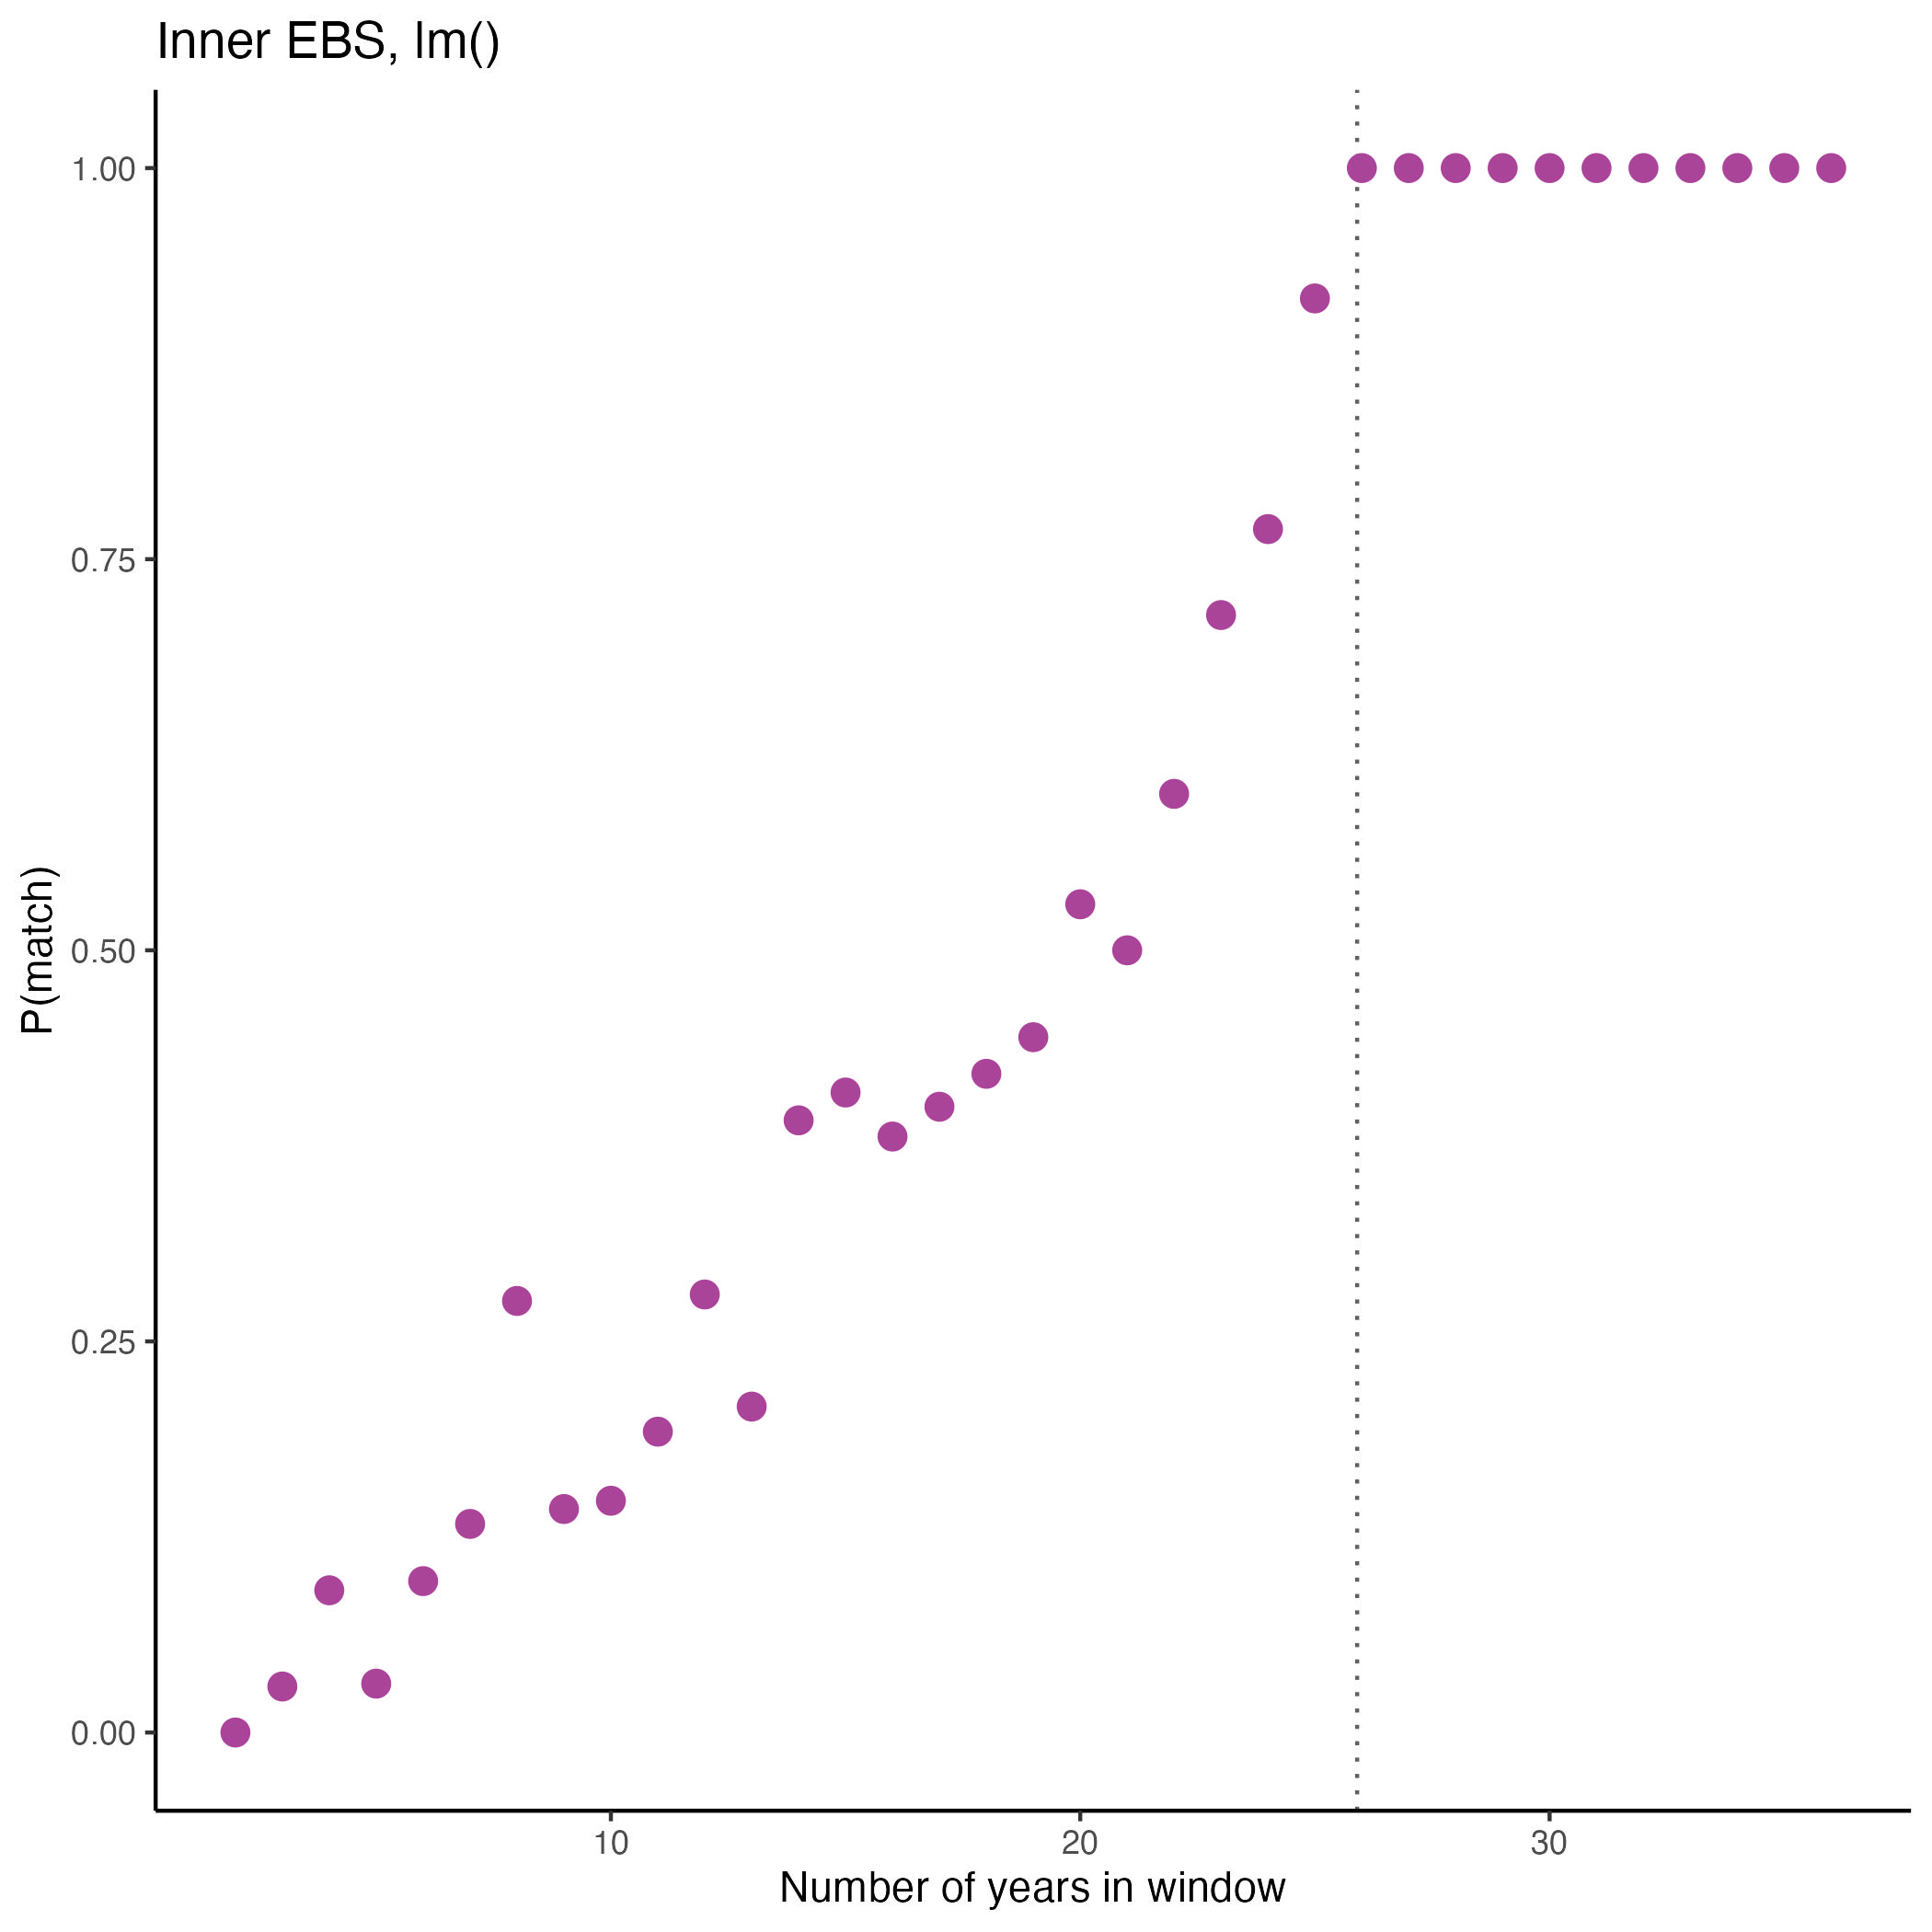 Inner EBS, lm()
1.00
0.75
0.50
0.25
0.00
P(match)
10 20 30
Number of years in window